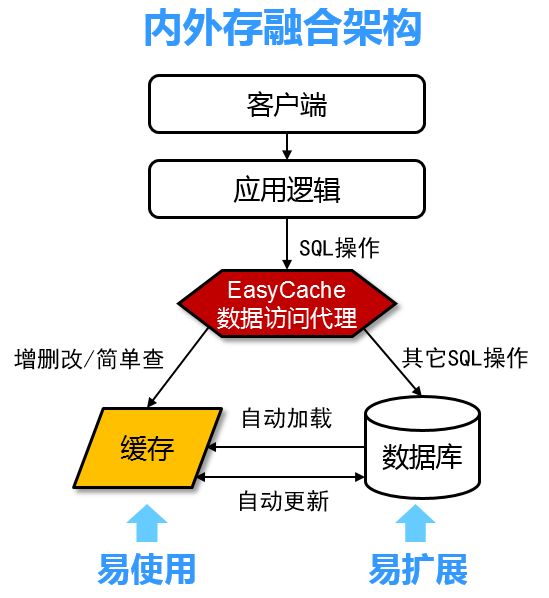 内外存融合架构
客户端
应用逻辑
SQL操作
EasyCache
数据访问代理
增删改/简单查
其它SQL操作
自动加载
缓存
数据库
自动更新
易使用
易扩展